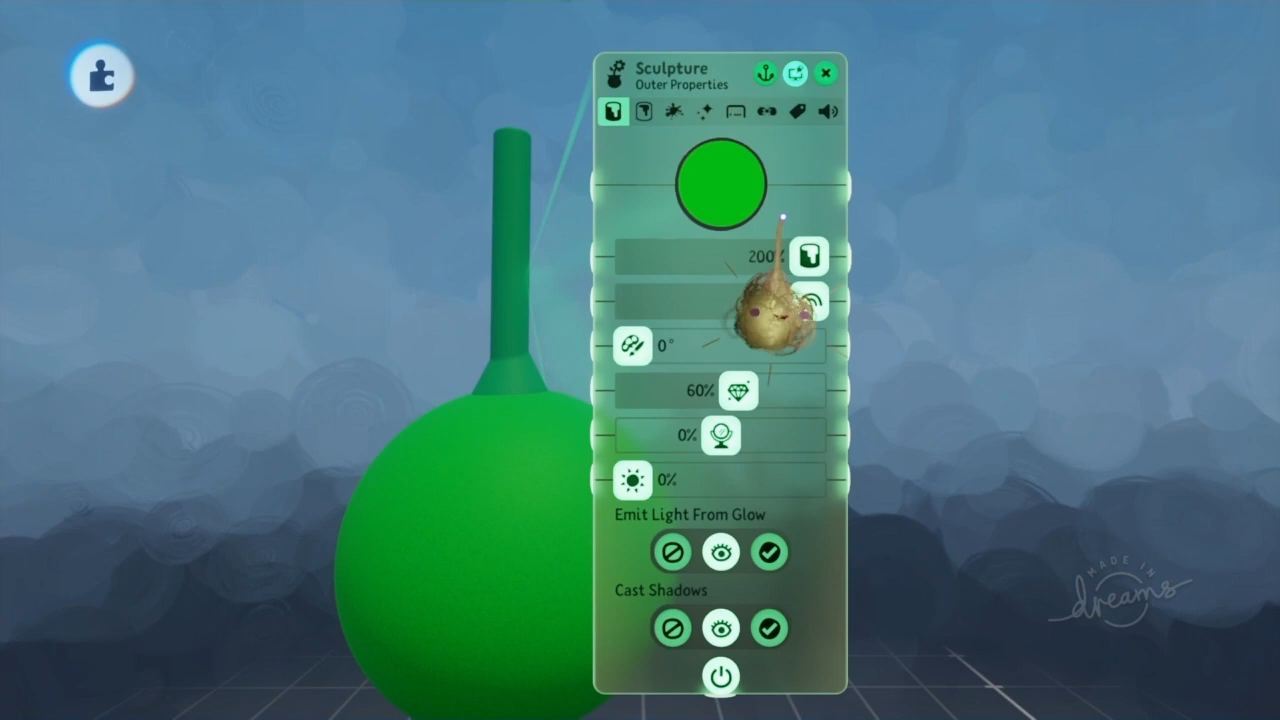 Sculpture
Outer Properties
200%
0°
60%
0%
0%
Emit Light From Glow
Cast Shadows
MADE IN
dreams